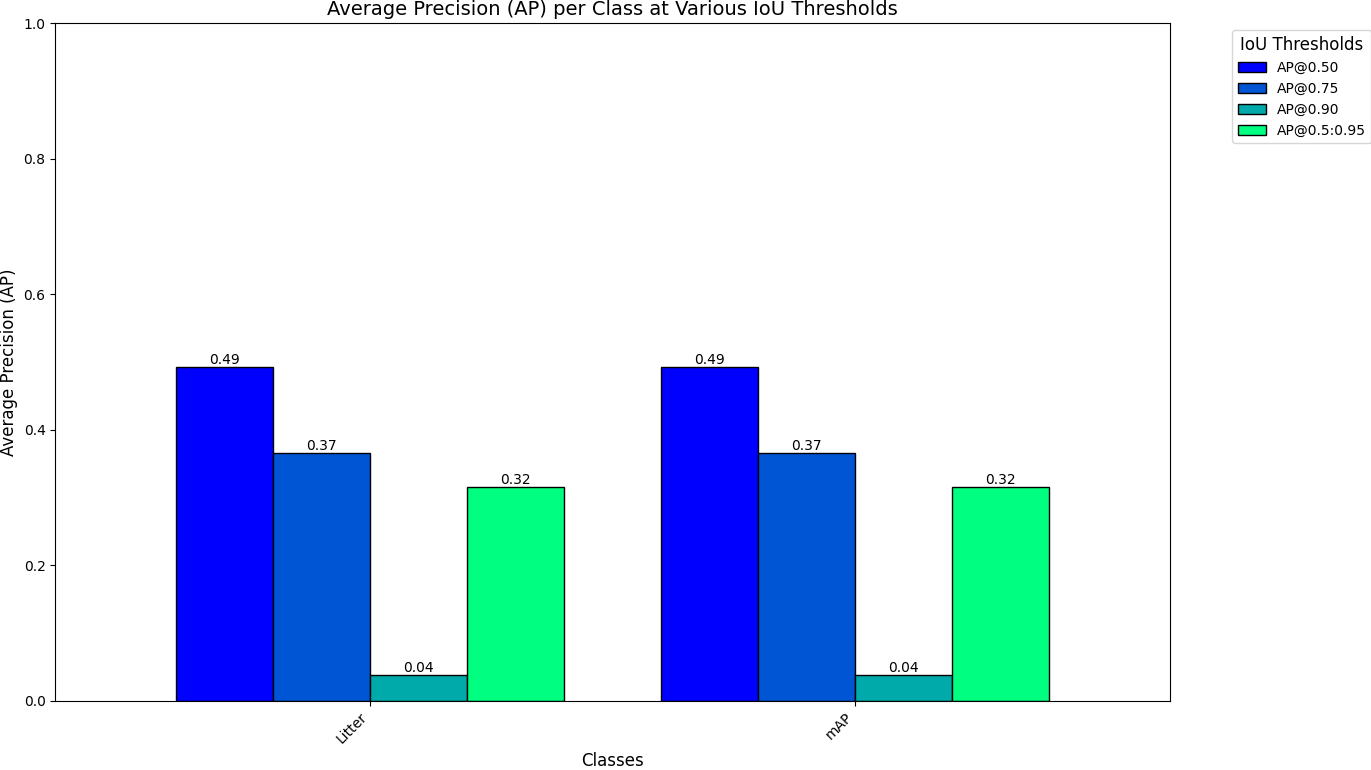 Average Precision (AP) per Class at Various IoU Thresholds
IoU Thresholds
AP@0.50
AP@0.75
AP@0.90
AP@0.5:0.95
Average Precision (AP)
1.0
0.8
0.6
0.4
0.2
0.0
0.49
0.37
0.04
0.32
0.49
0.37
0.04
0.32
Litter
mAP
Classes